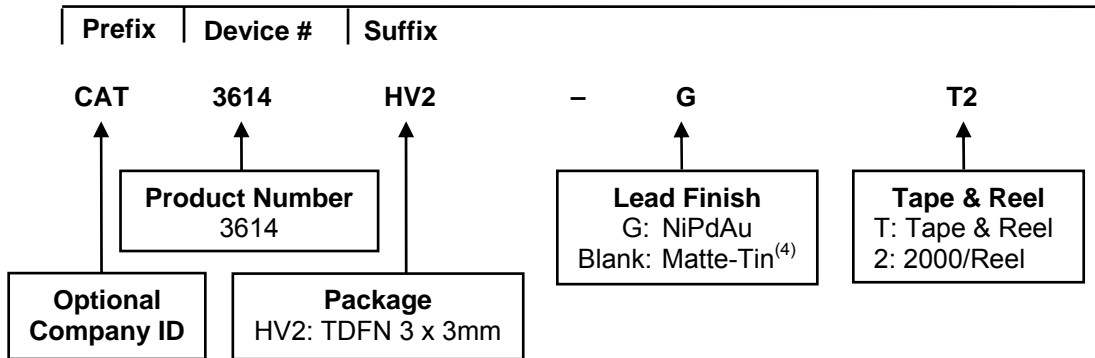 Prefix Device # Suffix
CAT 3614 HV2 – G T2
Product Number
3614
Lead Finish
G: NiPdAu
Blank: Matte-Tin(4)
Tape & Reel
T: Tape & Reel
2: 2000/Reel
Optional
Company ID
Package
HV2: TDFN 3 x 3mm